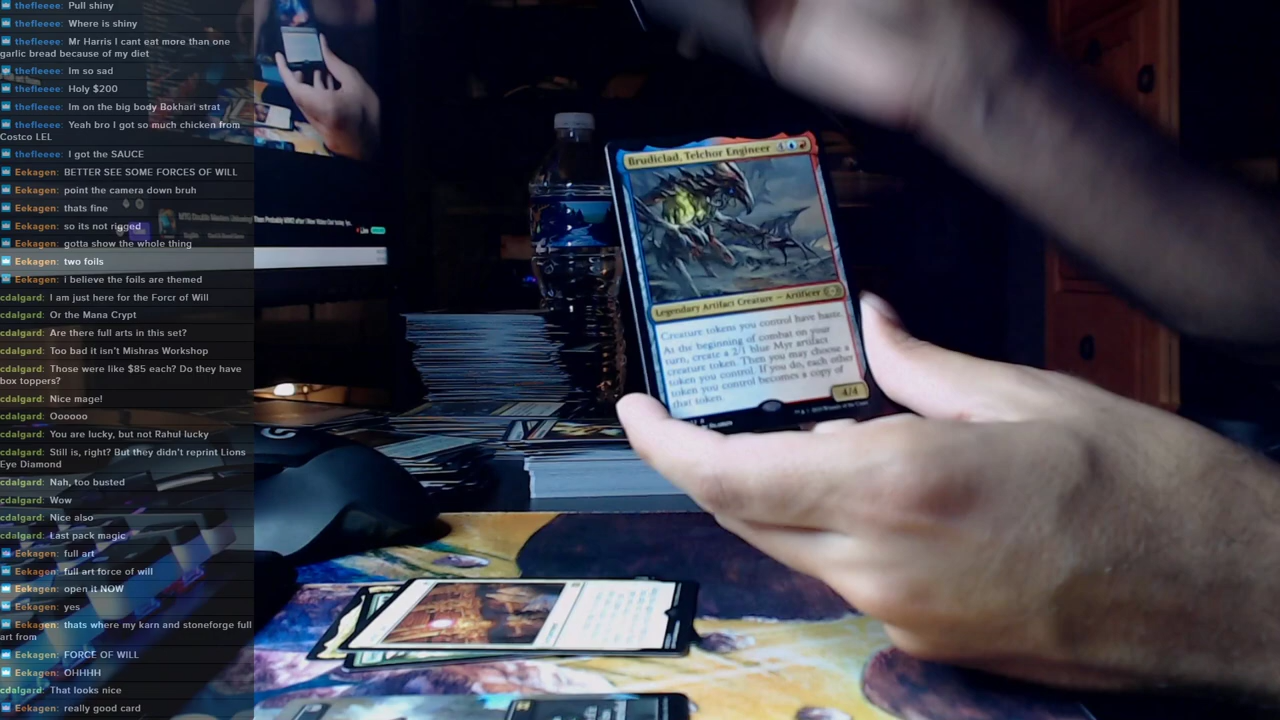 thefleeee: Pull shiny
thefleeee: Where is shiny
thefleeee: Mr Harris I cant eat more than one
garlic bread because of my diet
thefleeee: Im so sad
thefleeee: Holy $200
thefleeee: Im on the big body Bokhari strat
thefleeee: Yeah bro I got so much chicken from
Costco LEL
thefleeee: I got the SAUCE
Eekagen: BETTER SEE SOME FORCES OF WILL
Eekagen: point the camera down bruh
Eekagen: thats fine
Eekagen: so its not rigged
Eekagen: gotta show the whole thing
Eekagen: two foils
Eekagen: i believe the foils are themed
cdalgard: I am just here for the Forcr of Will
cdalgard: Or the Mana Crypt
cdalgard: Are there full arts in this set?
cdalgard: Too bad it isn't Mishras Workshop
cdalgard: Those were like $85 each? Do they have
box toppers?
cdalgard: Nice mage!
cdalgard: Oooooo
cdalgard: You are lucky, but not Rahul lucky
cdalgard: Still is, right? But they didn't reprint Lions
Eye Diamond
cdalgard: Nah, too busted
cdalgard: Wow
cdalgard: Nice also
cdalgard: Last pack magic
Eekagen: full art
Eekagen: full art force of will
Eekagen: open it NOW
Eekagen: yes
Eekagen: thats where my karn and stoneforge full
art from
Eekagen: FORCE OF WILL
Eekagen: OHHHH
cdalgard: That looks nice
Eekagen: really good card
Brudiclad, Telchor Engineer 4
Legendary Artifact Creature — Artificer
Creature tokens you control have haste.
At the beginning of combat on your
turn, create a 2/1 blue Myr artifact
creature token. Then you may choose a
token you control. If you do, each other
token you control becomes a copy of
that token.
4/4